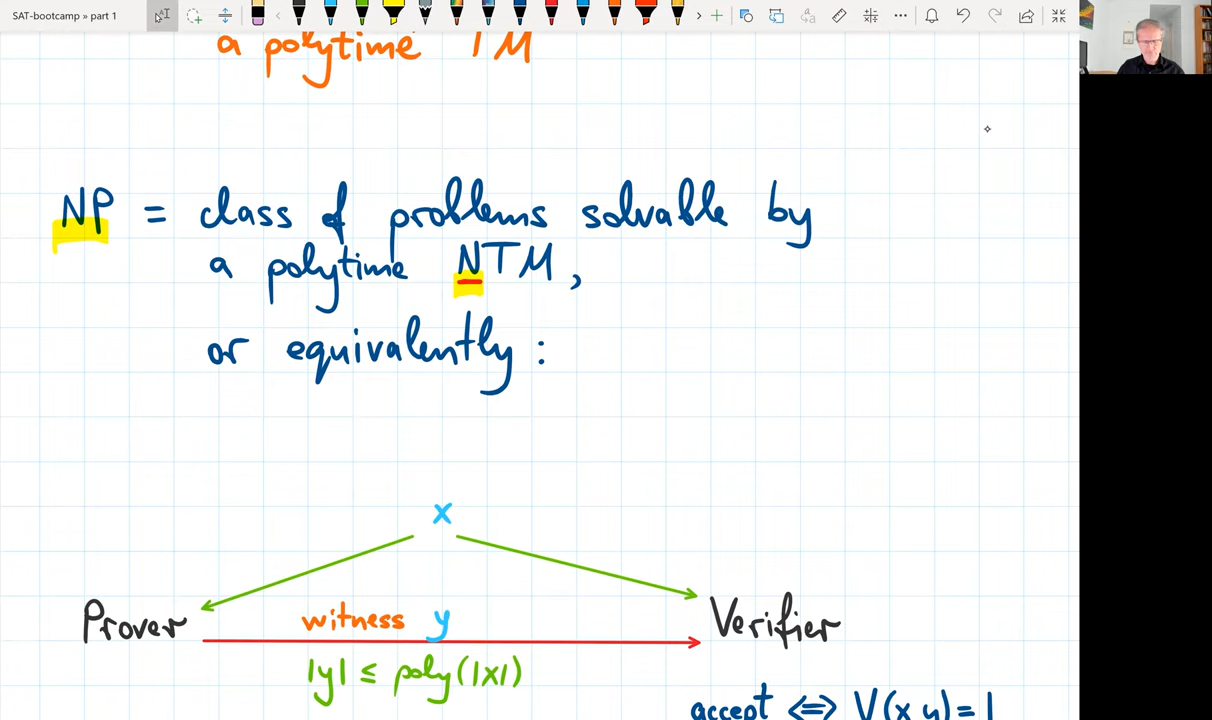 SAT-bootcamp » part 1
a polytime TM
NP = class of problems solvable by
a polytime NTM,
or equivalently:
x
Prover
witness y
Verifier
|y| ≤ poly(|x|)
accept ⟺ V(x,y)=1